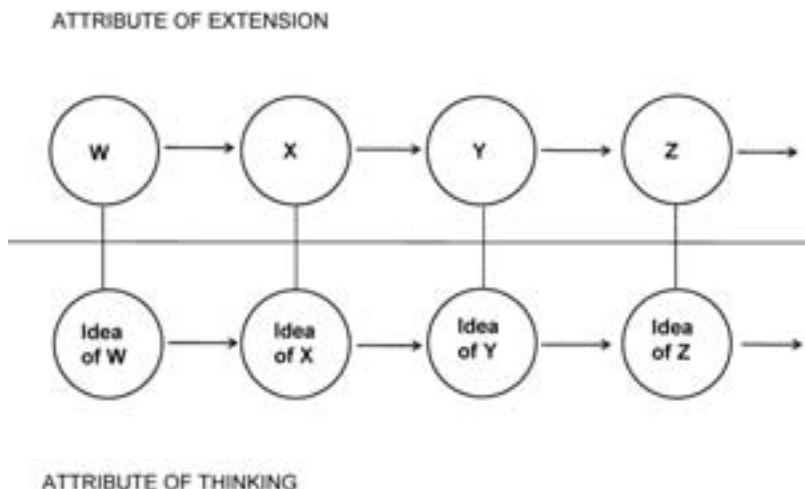 ATTRIBUTE OF EXTENSION
W
X
Y
Z
Idea
of W
Idea
of X
Idea
of Y
Idea
of Z
ATTRIBUTE OF THINKING